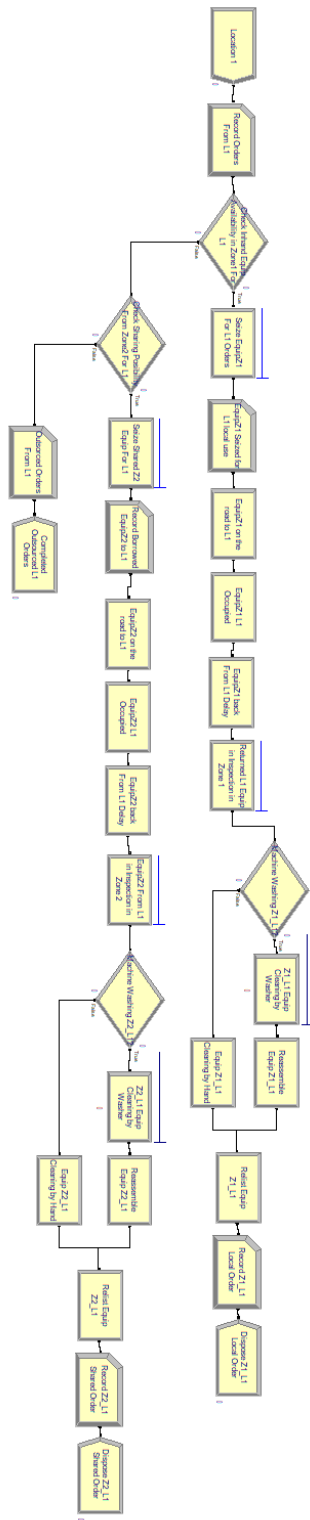 Location 1
Record Orders
From L1
Check Inhand Equip
Availability in Zone1 For
L1
True
False
Seize EquipZ1
For L1 Orders
EquipZ1 Seized for
L1 local use
EquipZ1 on the
road to L1
EquipZ1 L1
Occupied
EquipZ1 back
From L1 Delay
Returned L1 Equip
in Inspection in
Zone 1
Machine Washing Z1_L1
True
False
Z1_L1 Equip
Cleaning by
Washer
Reassemble
Equip Z1_L1
Equip Z1_L1
Cleaning by Hand
Relist Equip
Z1_L1
Record Z1_L1
Local Order
Dispose Z1_L1
Local Order
Check Sharing Posibility
From Zone2 For L1
True
False
Seize Shared Z2
Equip For L1
Record Borrowed
EquipZ2 to L1
EquipZ2 on the
road to L1
EquipZ2 L1
Occupied
EquipZ2 back
From L1 Delay
EquipZ2 From L1
in Inspection in
Zone 2
Machine Washing Z2_L1
True
False
Z2_L1 Equip
Cleaning by
Washer
Reassemble
Equip Z2_L1
Equip Z2_L1
Cleaning by Hand
Relist Equip
Z2_L1
Record Z2_L1
Shared Order
Dispose Z2_L1
Shared Order
Outsorced Orders
From L1
Completed
Outsourced L1
Orders